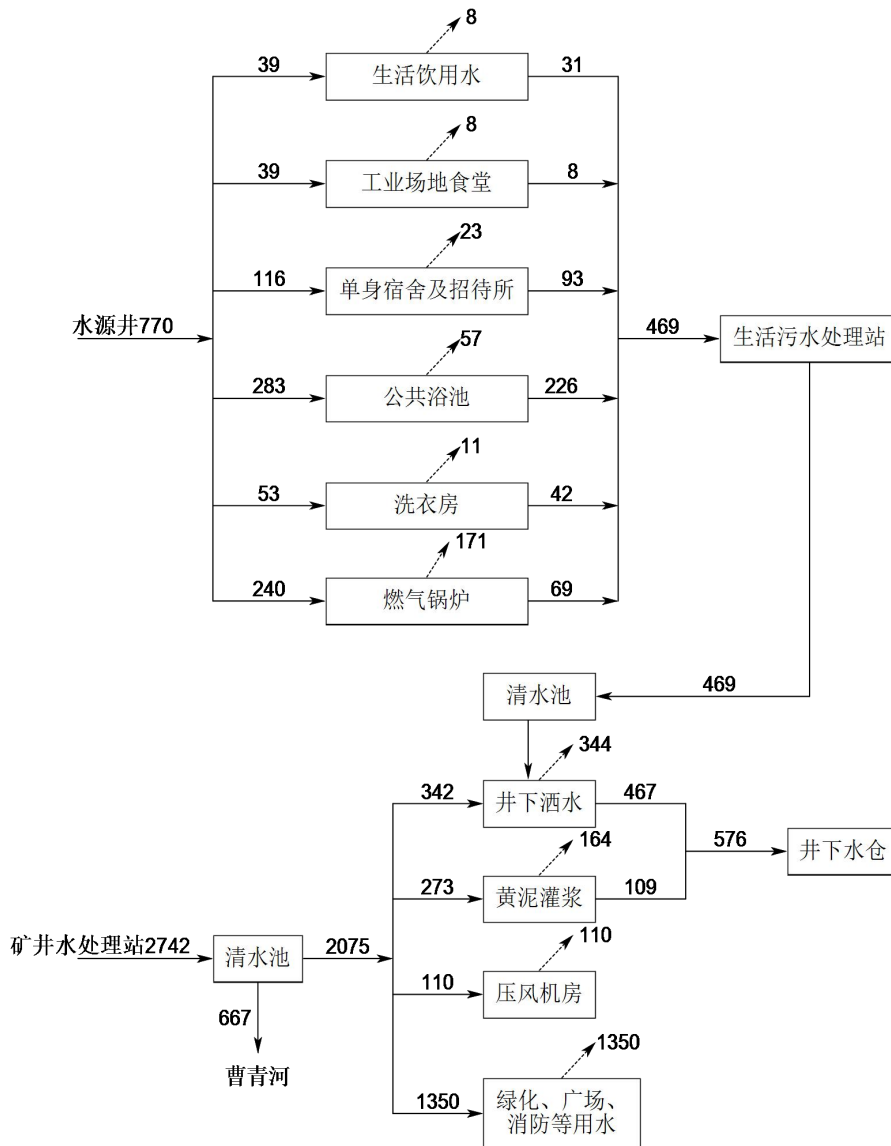 8
39
生活饮用水
31
8
39
工业场地食堂
8
23
116
单身宿舍及招待所
93
水源井770
469
生活污水处理站
57
283
公共浴池
226
11
53
洗衣房
42
171
240
燃气锅炉
69
清水池
469
344
342
井下洒水
467
576
井下水仓
164
273
黄泥灌浆
109
矿井水处理站2742
清水池
2075
110
110
压风机房
667
曹青河
1350
1350
绿化、广场、
消防等用水